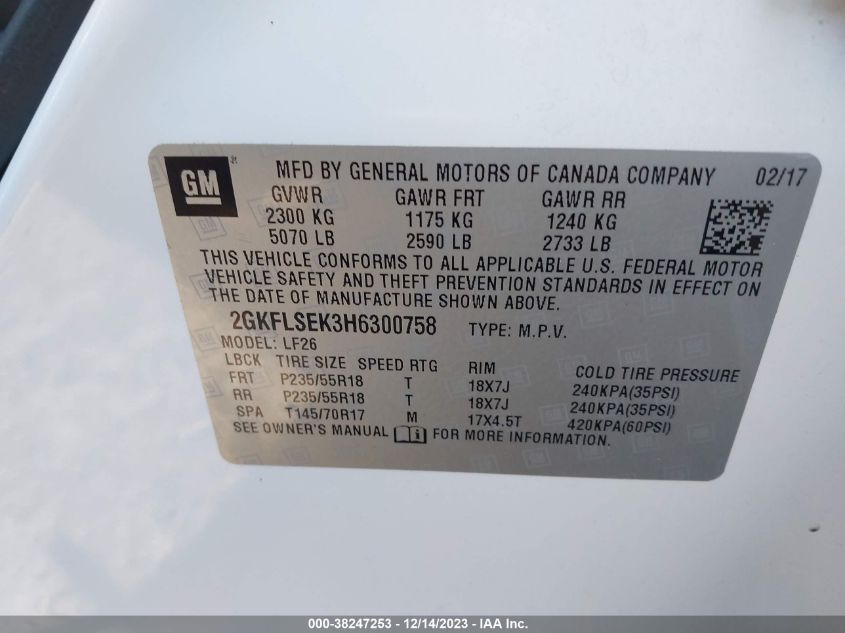 GM
MFD BY GENERAL MOTORS OF CANADA COMPANY 02/17
GVWR GAWR FRT GAWR RR
2300 KG 1175 KG 1240 KG
5070 LB 2590 LB 2733 LB
THIS VEHICLE CONFORMS TO ALL APPLICABLE U.S. FEDERAL MOTOR
VEHICLE SAFETY AND THEFT PREVENTION STANDARDS IN EFFECT ON
THE DATE OF MANUFACTURE SHOWN ABOVE.
2GKFLSEK3H6300758 TYPE: M.P.V.
MODEL: LF26
LBCK TIRE SIZE SPEED RTG RIM COLD TIRE PRESSURE
FRT P235/55R18 T 18X7J 240KPA(35PSI)
RR P235/55R18 T 18X7J 240KPA(35PSI)
SPA T145/70R17 M 17X4.5T 420KPA(60PSI)
SEE OWNER'S MANUAL FOR MORE INFORMATION.
000-38247253 - 12/14/2023 - IAA Inc.